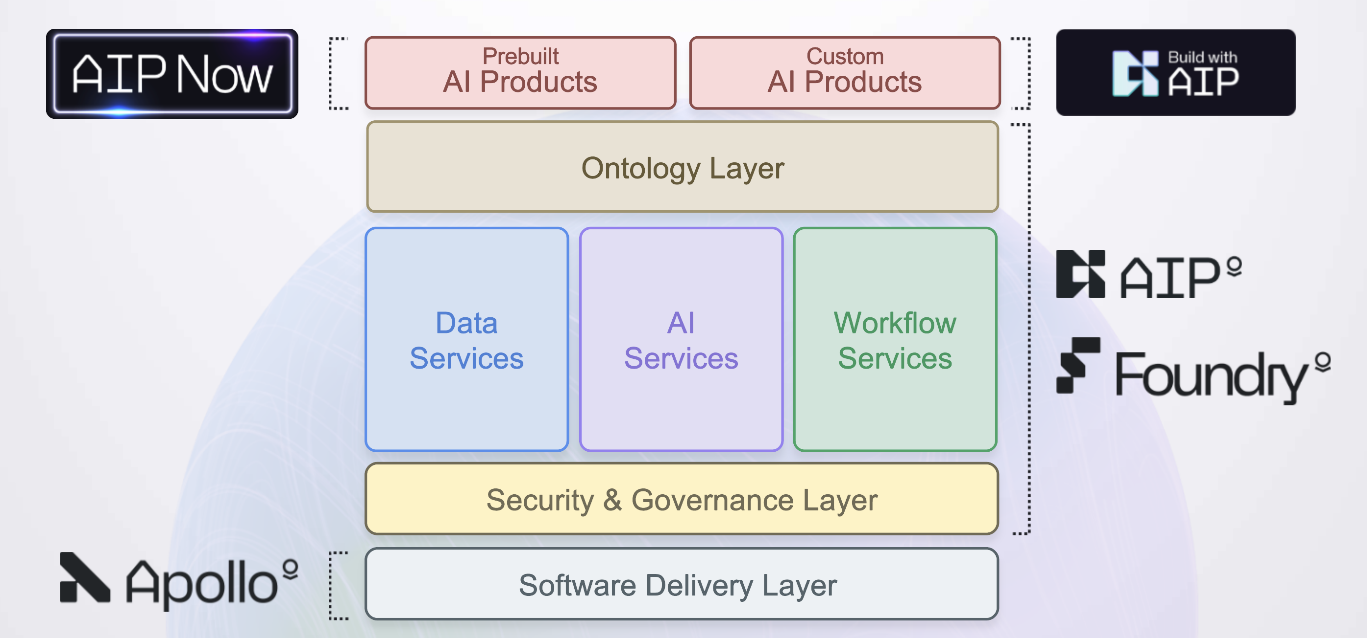 AIP Now
Prebuilt
AI Products
Custom
AI Products
Build with
AIP
Ontology Layer
Data
Services
AI
Services
Workflow
Services
AIP
Foundry
Security & Governance Layer
Apollo
Software Delivery Layer